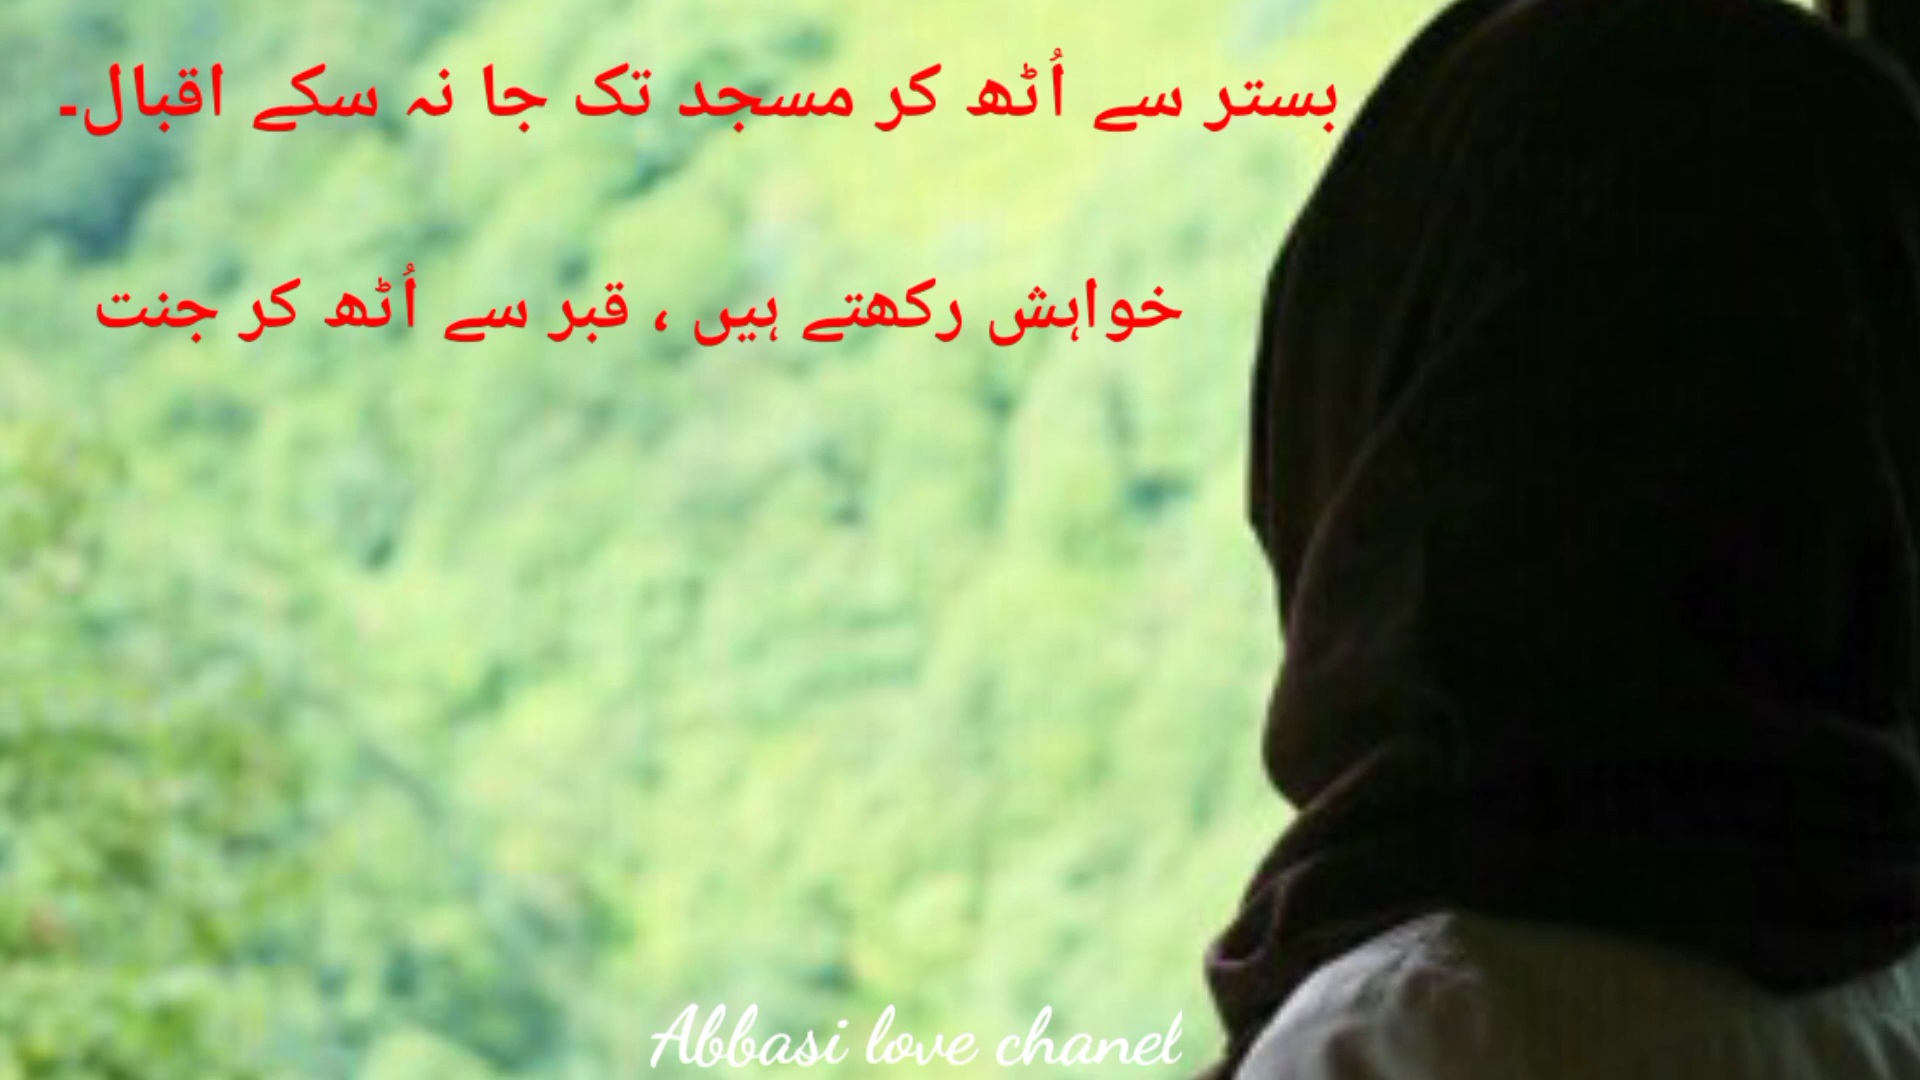 بستر سے اُٹھ کر مسجد تک جا نہ سکے اقبال۔
خواہش رکھتے ہیں ، قبر سے اُٹھ کر جنت
Abbasi love chanel